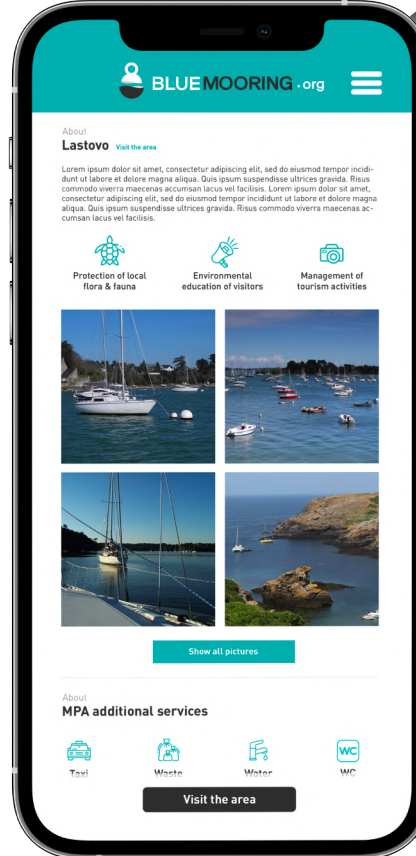 BLUEMOORING.org
About
Lastovo Visit the area
Lorem ipsum dolor sit amet, consectetur adipiscing elit, sed do eiusmod tempor incidi-
dunt ut labore et dolore magna aliqua. Quis ipsum suspendisse ultrices gravida. Risus
commodo viverra maecenas accumsan lacus vel facilisis. Lorem ipsum dolor sit amet,
consectetur adipiscing elit, sed do eiusmod tempor incididunt ut labore et dolore magna
aliqua. Quis ipsum suspendisse ultrices gravida. Risus commodo viverra maecenas ac-
cumsan lacus vel facilisis.
Protection of local
flora & fauna
Environmental
education of visitors
Management of
tourism activities
Show all pictures
About
MPA additional services
WC
Taxi Waste Water WC
Visit the area